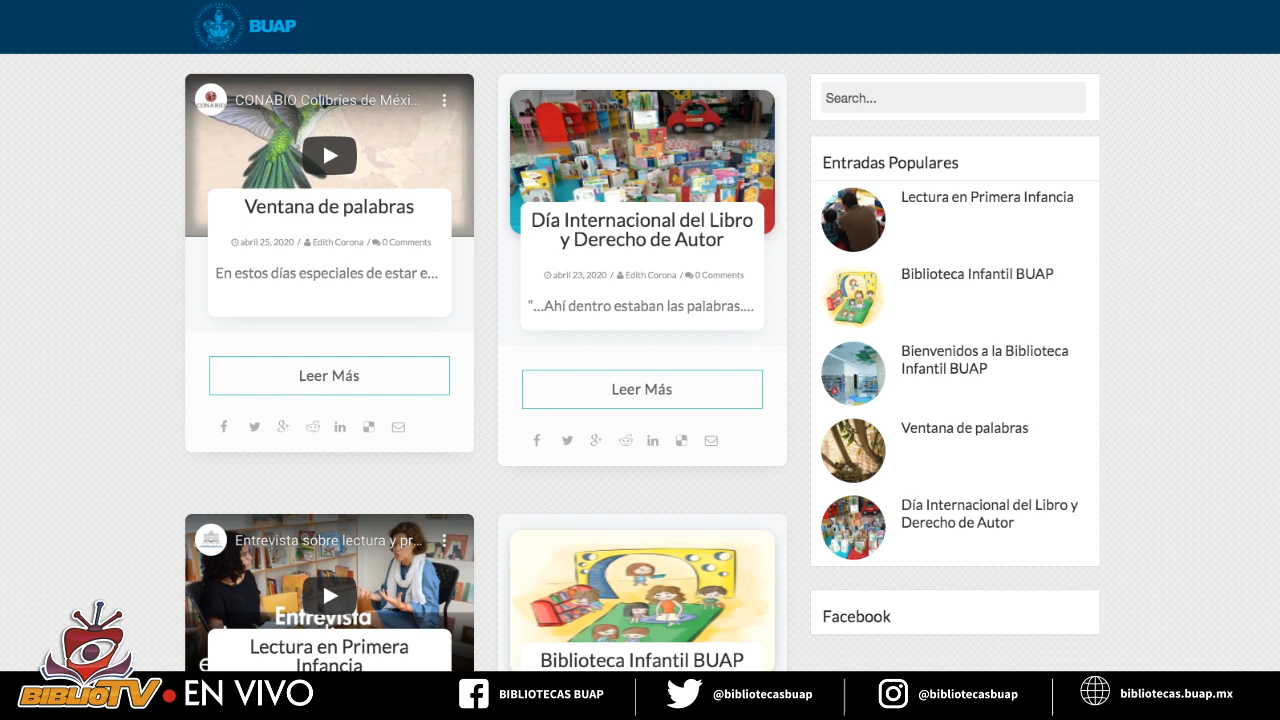 BUAP
CONABIO Colibríes de Méxi...
CONABIO
Ventana de palabras
abril 25, 2020 / Edith Corona / 0 Comments
En estos días especiales de estar e...
Leer Más
Día Internacional del Libro
y Derecho de Autor
abril 23, 2020 / Edith Corona / 0 Comments
“...Ahí dentro estaban las palabras....
Leer Más
Entrevista sobre lectura y pr...
Entrevista
Lectura en Primera
Infancia
Biblioteca Infantil BUAP
Search...
Entradas Populares
Lectura en Primera Infancia
Biblioteca Infantil BUAP
Bienvenidos a la Biblioteca
Infantil BUAP
Ventana de palabras
Día Internacional del Libro y
Derecho de Autor
Facebook
BIBLIOTV
EN VIVO
BIBLIOTECAS BUAP
@bibliotecasbuap
@bibliotecasbuap
bibliotecas.buap.mx